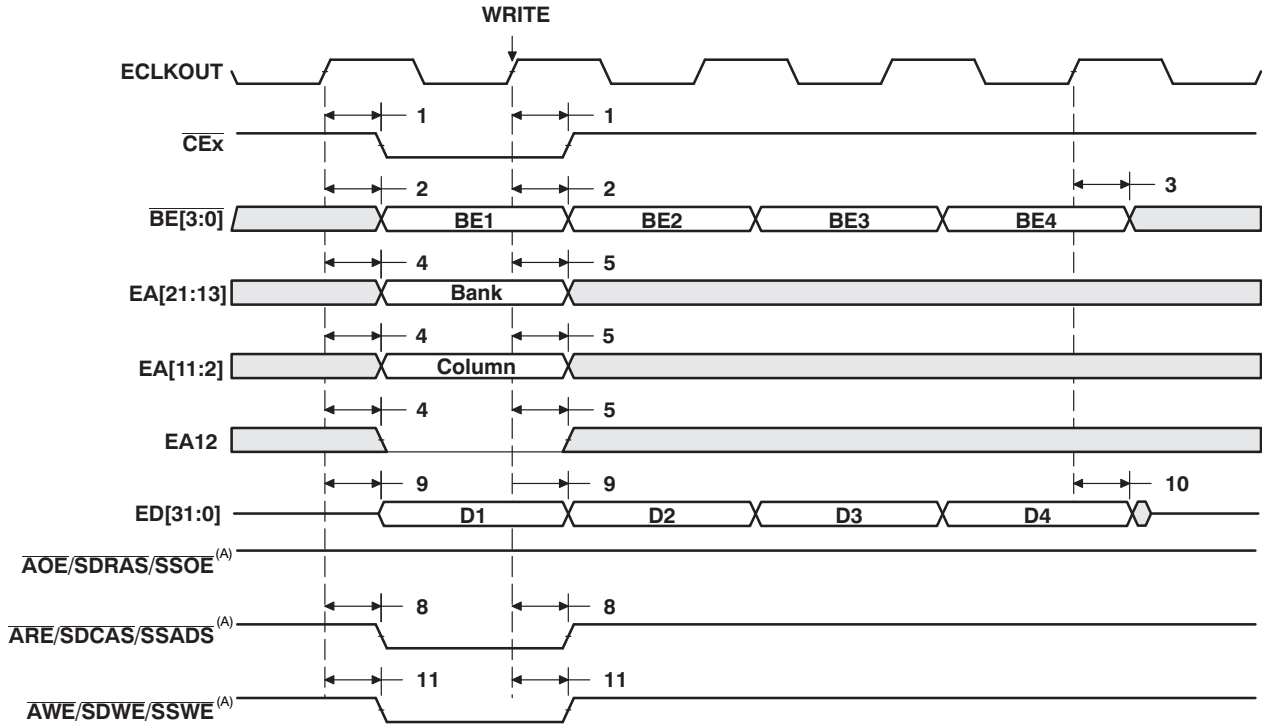 WRITE
ECLKOUT
1 1
CEx
2 2 3
BE[3:0] BE1 BE2 BE3 BE4
4 5
EA[21:13] Bank
4 5
EA[11:2] Column
4 5
EA12
9 9 10
ED[31:0] D1 D2 D3 D4
AOE/SDRAS/SSOE(A)
8 8
ARE/SDCAS/SSADS(A)
11 11
AWE/SDWE/SSWE(A)